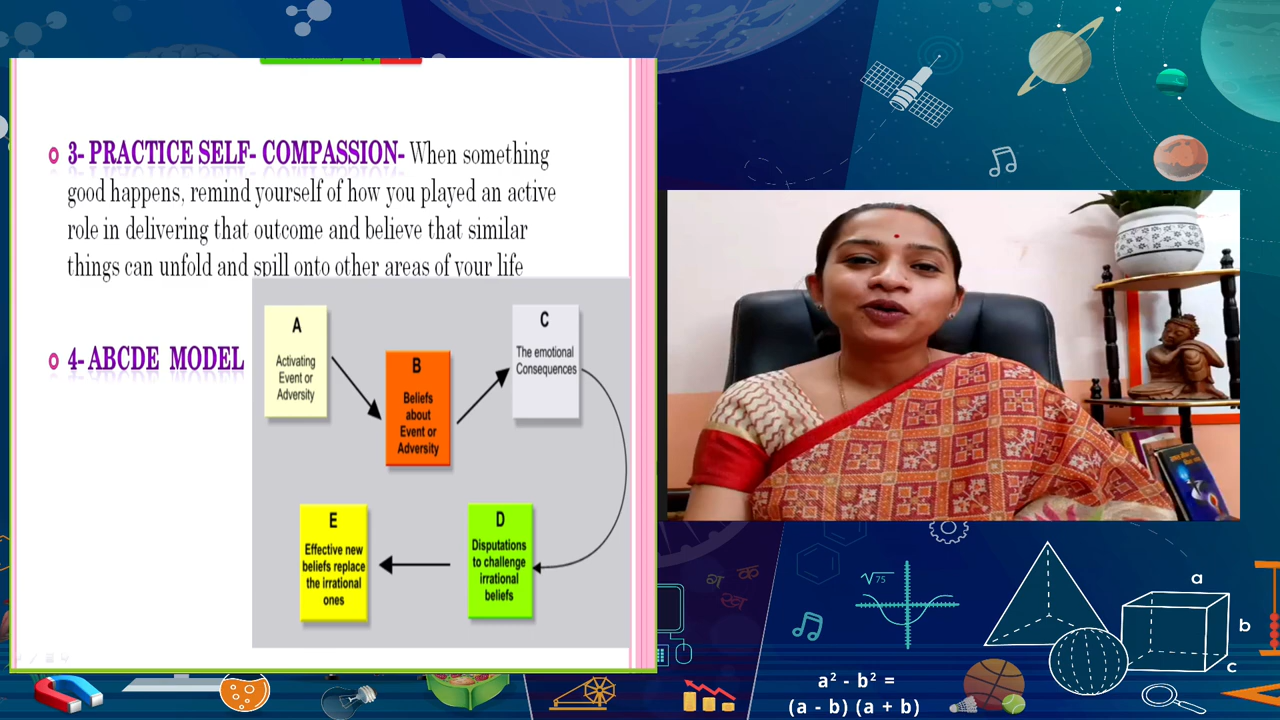 3- PRACTICE SELF- COMPASSION- When something
good happens, remind yourself of how you played an active
role in delivering that outcome and believe that similar
things can unfold and spill onto other areas of your life
4- ABCDE MODEL
A
Activating
Event or
Adversity
B
Beliefs
about
Event or
Adversity
C
The emotional
Consequences
D
Disputations
to challenge
irrational
beliefs
E
Effective new
beliefs replace
the irrational
ones
√75
ग क
ख
a
b
c
a² - b² =
(a - b) (a + b)